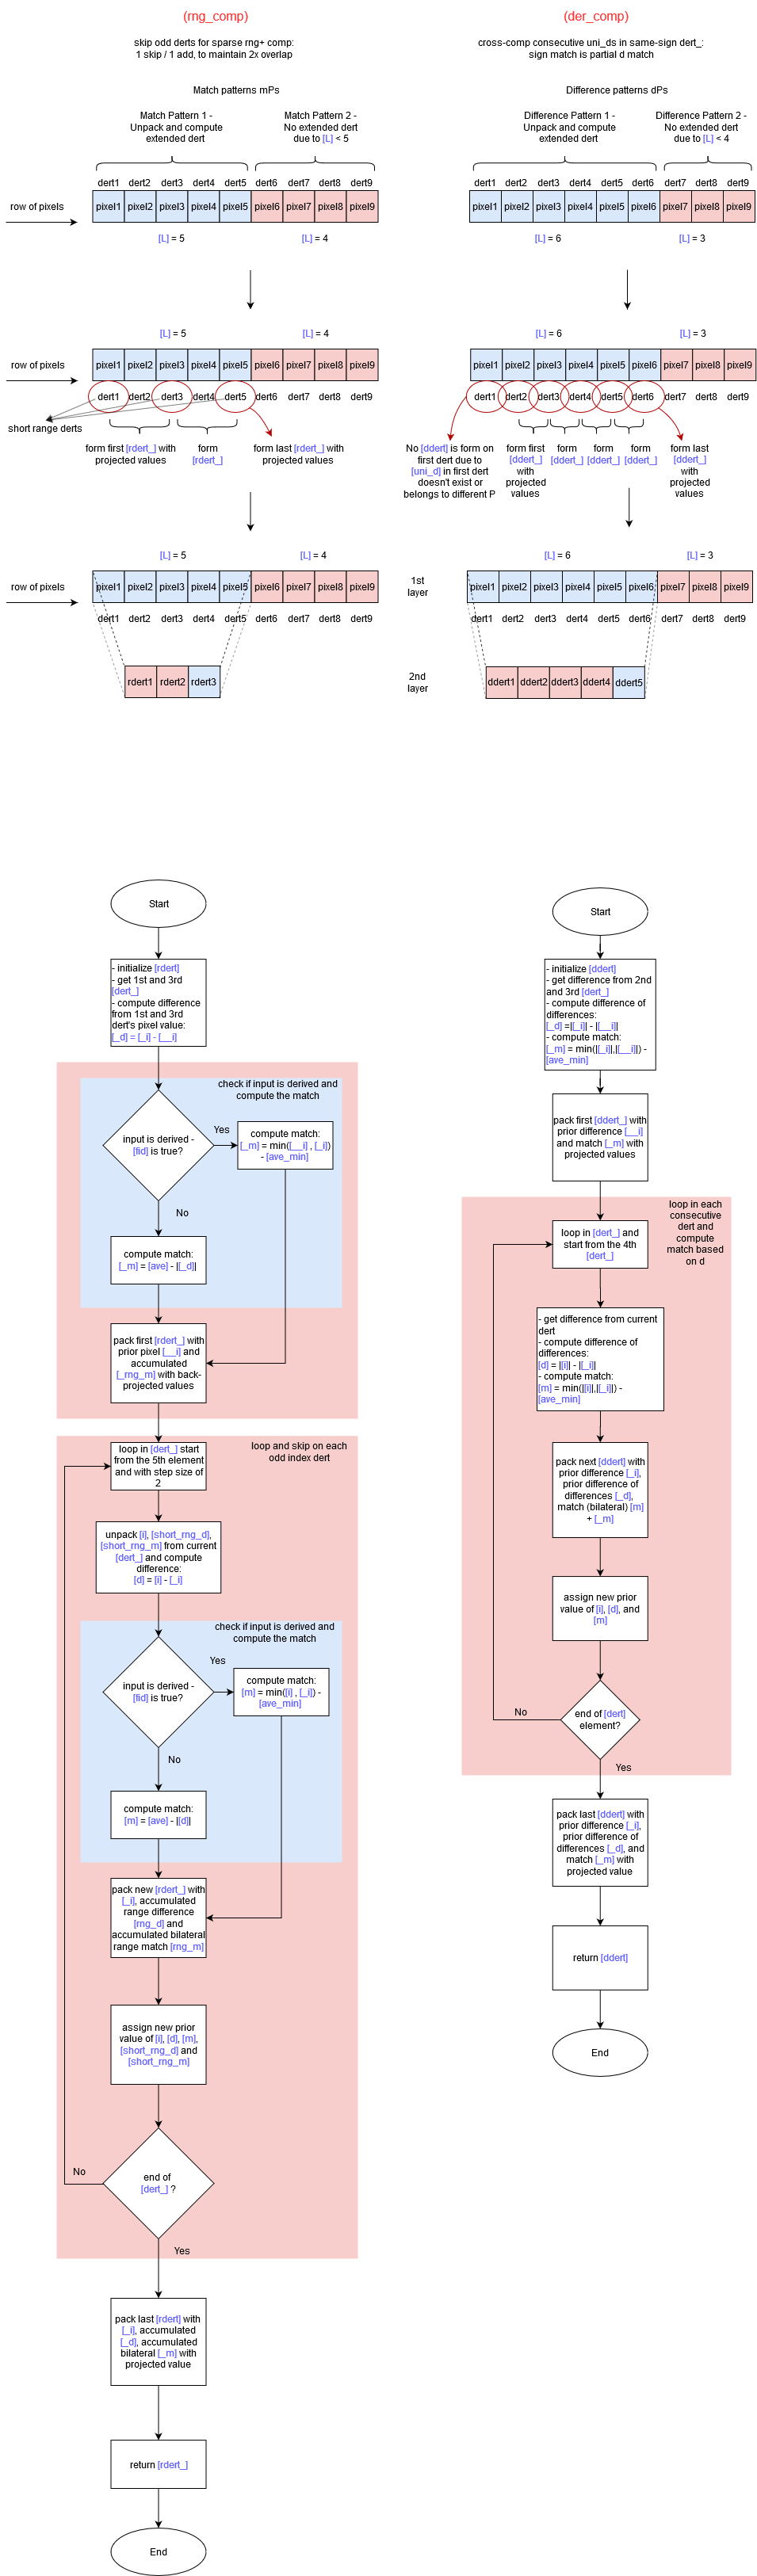 (rng_comp)
skip odd derts for sparse rng+ comp:
1 skip / 1 add, to maintain 2x overlap
Match patterns mPs
Match Pattern 1 -
Unpack and compute
extended dert
Match Pattern 2 -
No extended dert
due to [L] < 5
dert1 dert2 dert3 dert4 dert5 dert6 dert7 dert8 dert9
row of pixels
pixel1 pixel2 pixel3 pixel4 pixel5 pixel6 pixel7 pixel8 pixel9
[L] = 5
[L] = 4
[L] = 5
[L] = 4
row of pixels
pixel1 pixel2 pixel3 pixel4 pixel5 pixel6 pixel7 pixel8 pixel9
dert1 dert2 dert3 dert4 dert5 dert6 dert7 dert8 dert9
short range derts
form first [rdert_] with
projected values
form
[rdert_]
form last [rdert_] with
projected values
[L] = 5
[L] = 4
row of pixels
pixel1 pixel2 pixel3 pixel4 pixel5 pixel6 pixel7 pixel8 pixel9
dert1 dert2 dert3 dert4 dert5 dert6 dert7 dert8 dert9
rdert1 rdert2 rdert3
(der_comp)
cross-comp consecutive uni_ds in same-sign dert_:
sign match is partial d match
Difference patterns dPs
Difference Pattern 1 -
Unpack and compute
extended dert
Difference Pattern 2 -
No extended dert
due to [L] < 4
dert1 dert2 dert3 dert4 dert5 dert6 dert7 dert8 dert9
pixel1 pixel2 pixel3 pixel4 pixel5 pixel6 pixel7 pixel8 pixel9
[L] = 6
[L] = 3
[L] = 6
[L] = 3
pixel1 pixel2 pixel3 pixel4 pixel5 pixel6 pixel7 pixel8 pixel9
dert1 dert2 dert3 dert4 dert5 dert6 dert7 dert8 dert9
No [ddert] is form on
first dert due to
[uni_d] in first dert
doesn't exist or
belongs to different P
form first
[ddert_]
with
projected
values
form
[ddert_]
form
[ddert_]
form
[ddert_]
form last
[ddert_]
with
projected
values
[L] = 6
[L] = 3
1st
layer
pixel1 pixel2 pixel3 pixel4 pixel5 pixel6 pixel7 pixel8 pixel9
dert1 dert2 dert3 dert4 dert5 dert6 dert7 dert8 dert9
2nd
layer
ddert1 ddert2 ddert3 ddert4 ddert5
Start
- initialize [rdert]
- get 1st and 3rd
[dert_]
- compute difference
from 1st and 3rd
dert's pixel value:
[_d] = [_i] - [__i]
check if input is derived and
compute the match
input is derived -
[fid] is true?
Yes
compute match:
[_m] = min([__i] , [_i])
- [ave_min]
No
compute match:
[_m] = [ave] - |[_d]|
pack first [rdert_] with
prior pixel [__i] and
accumulated
[_rng_m] with back-
projected values
loop and skip on each
odd index dert
loop in [dert_] start
from the 5th element
and with step size of
2
unpack [i], [short_rng_d],
[short_rng_m] from current
[dert_] and compute
difference:
[d] = [i] - [_i]
check if input is derived and
compute the match
input is derived -
[fid] is true?
Yes
compute match:
[m] = min([i] , [_i]) -
[ave_min]
No
compute match:
[m] = [ave] - |[d]|
pack new [rdert_] with
[_i], accumulated
range difference
[rng_d] and
accumulated bilateral
range match [rng_m]
assign new prior
value of [i], [d], [m],
[short_rng_d] and
[short_rng_m]
end of
[dert_] ?
No
Yes
pack last [rdert] with
[_i], accumulated
[_d], accumulated
bilateral [_m] with
projected value
return [rdert_]
End
Start
- initialize [ddert]
- get difference from 2nd
and 3rd [dert_]
- compute difference of
differences:
[_d] =|[_i]| - |[__i]|
- compute match:
[_m] = min(|[_i]|,|[__i]|) -
[ave_min]
pack first [ddert_] with
prior difference [__i]
and match [_m] with
projected values
loop in each
consecutive
dert and
compute
match based
on d
loop in [dert_] and
start from the 4th
[dert_]
- get difference from current
dert
- compute difference of
differences:
[d] = |[i]| - |[_i]|
- compute match:
[m] = min(|[i]|,|[_i]|) -
[ave_min]
pack next [ddert] with
prior difference [_i],
prior difference of
differences [_d],
match (bilateral) [m]
+ [_m]
assign new prior
value of [i], [d], and
[m]
end of [dert]
element?
No
Yes
pack last [ddert] with
prior difference [_i],
prior difference of
differences [_d], and
match [_m] with
projected value
return [ddert]
End